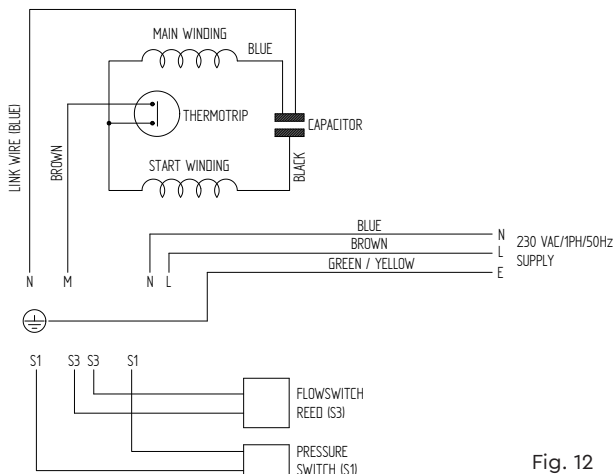 MAIN WINDING
BLUE
THERMOTRIP
CAPACITOR
START WINDING
BLACK
LINK WIRE (BLUE)
BROWN
BLUE
BROWN
GREEN / YELLOW
N
L
E
230 VAC/1PH/50Hz
SUPPLY
N M N L
S1 S3 S3 S1
FLOWSWITCH
REED (S3)
PRESSURE
SWITCH (S1)
Fig. 12